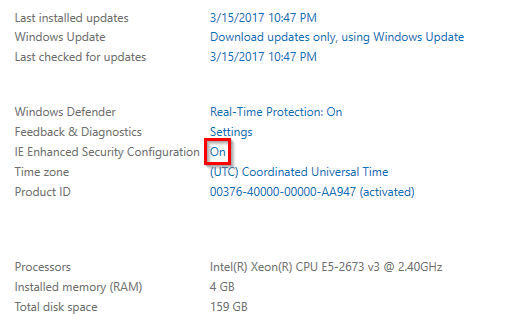 Last installed updates 3/15/2017 10:47 PM
Windows Update Download updates only, using Windows Update
Last checked for updates 3/15/2017 10:47 PM
Windows Defender Real-Time Protection: On
Feedback & Diagnostics Settings
IE Enhanced Security Configuration On
Time zone (UTC) Coordinated Universal Time
Product ID 00376-40000-00000-AA947 (activated)
Processors Intel(R) Xeon(R) CPU E5-2673 v3 @ 2.40GHz
Installed memory (RAM) 4 GB
Total disk space 159 GB